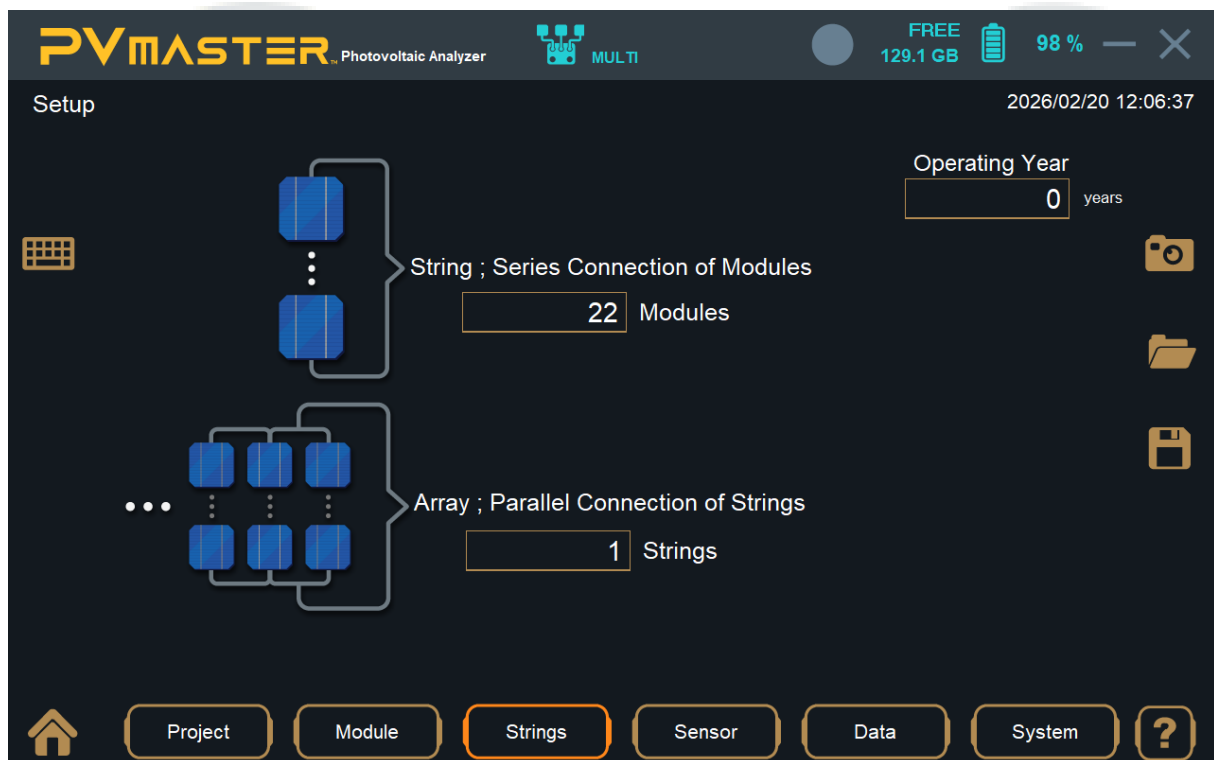 PVMASTER™ Photovoltaic Analyzer MULTI FREE 129.1 GB 98 %
Setup 2026/02/20 12:06:37
Operating Year
0 years
String ; Series Connection of Modules
22 Modules
Array ; Parallel Connection of Strings
1 Strings
Project Module Strings Sensor Data System ?